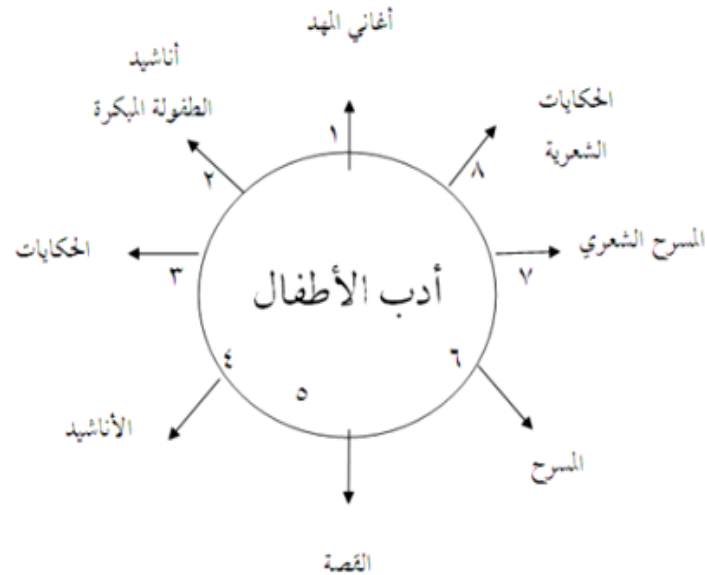 أغاني المهد
١
أناشيد
الطفولة المبكرة
٢
الحكايات
٣
الأناشيد
٤
القصة
٥
المسرح
٦
المسرح الشعري
٧
الحكايات
الشعرية
٨
أدب الأطفال